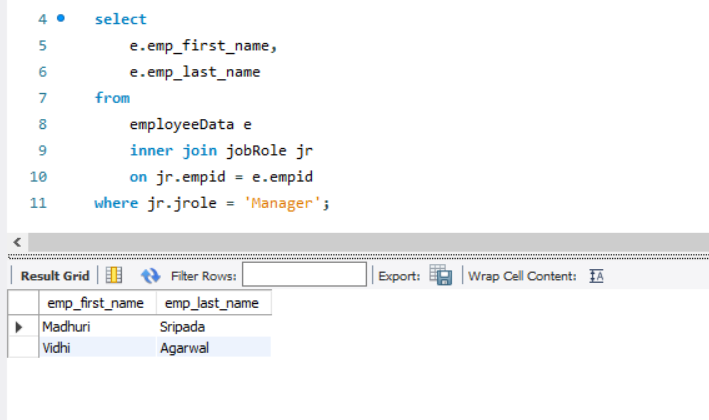 4 select
5 e.emp_first_name,
6 e.emp_last_name
7 from
8 employeeData e
9 inner join jobRole jr
10 on jr.empid = e.empid
11 where jr.jrole = 'Manager';
Result Grid Filter Rows: Export: Wrap Cell Content: IA
emp_first_name emp_last_name
Madhuri Sripada
Vidhi Agarwal